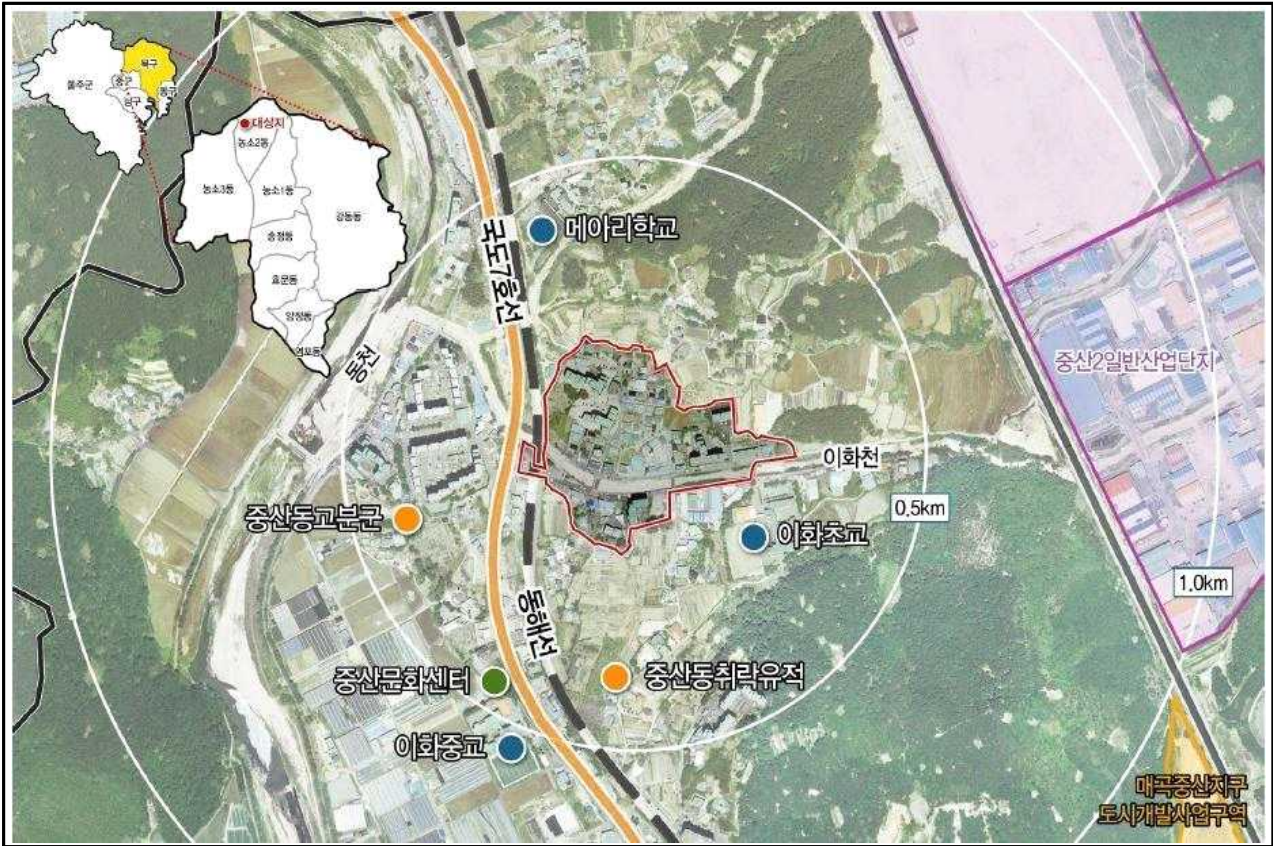 북구
울주군
중구
남구
동구
대상지
농소2동
농소3동
농소1동
강동동
송정동
효문동
양정동
염포동
국도7호선
메아리학교
동천
중산2일반산업단지
이화천
0.5km
중산동고분군
이화초교
1.0km
동해선
중산문화센터
중산동취락유적
이화중교
매곡중산지구
도시개발사업구역